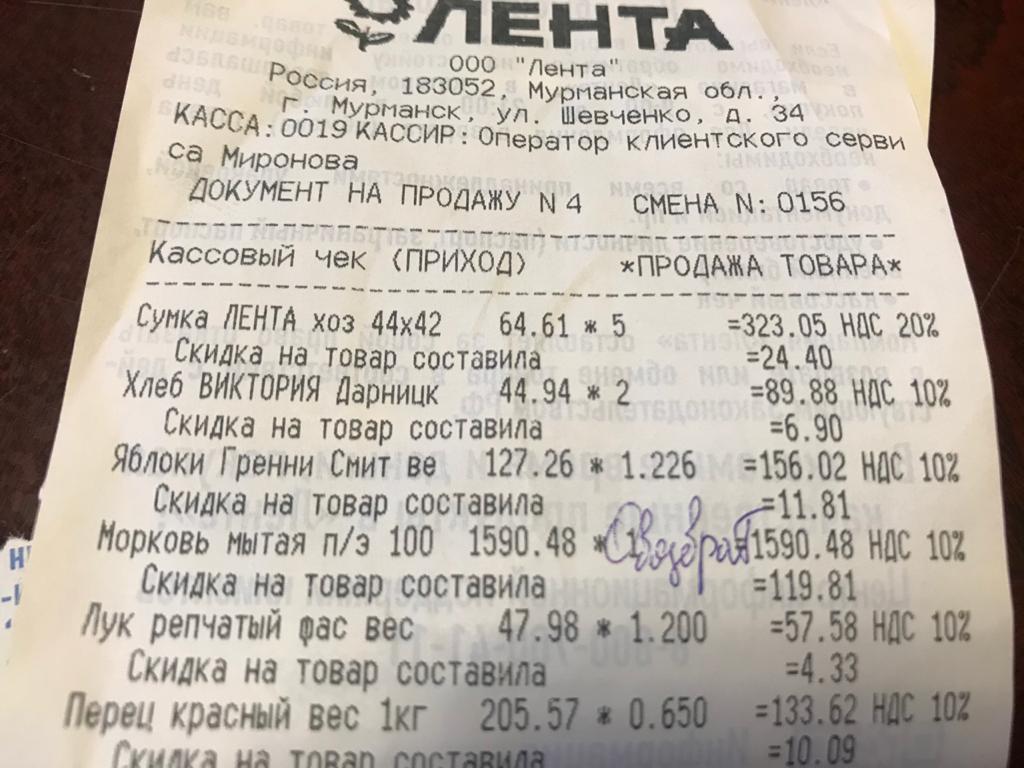 ЛЕНТА
ООО "Лента"
Россия, 183052, Мурманская обл.,
г. Мурманск, ул. Шевченко, д. 34
КАССА: 0019 КАССИР: Оператор клиентского серви
са Миронова
ДОКУМЕНТ НА ПРОДАЖУ N 4 СМЕНА N: 0156
Кассовый чек (ПРИХОД) *ПРОДАЖА ТОВАРА*
Сумка ЛЕНТА хоз 44х42 64.61 * 5 =323.05 НДС 20%
Скидка на товар составила =24.40
Хлеб ВИКТОРИЯ Дарницк 44.94 * 2 =89.88 НДС 10%
Скидка на товар составила =6.90
Яблоки Гренни Смит ве 127.26 * 1.226 =156.02 НДС 10%
Скидка на товар составила =11.81
Морковь мытая п/э 100 1590.48 * 1 =1590.48 НДС 10%
возврат
Скидка на товар составила =119.81
Лук репчатый фас вес 47.98 * 1.200 =57.58 НДС 10%
Скидка на товар составила =4.33
Перец красный вес 1кг 205.57 * 0.650 =133.62 НДС 10%
Скидка на товар составила =10.09